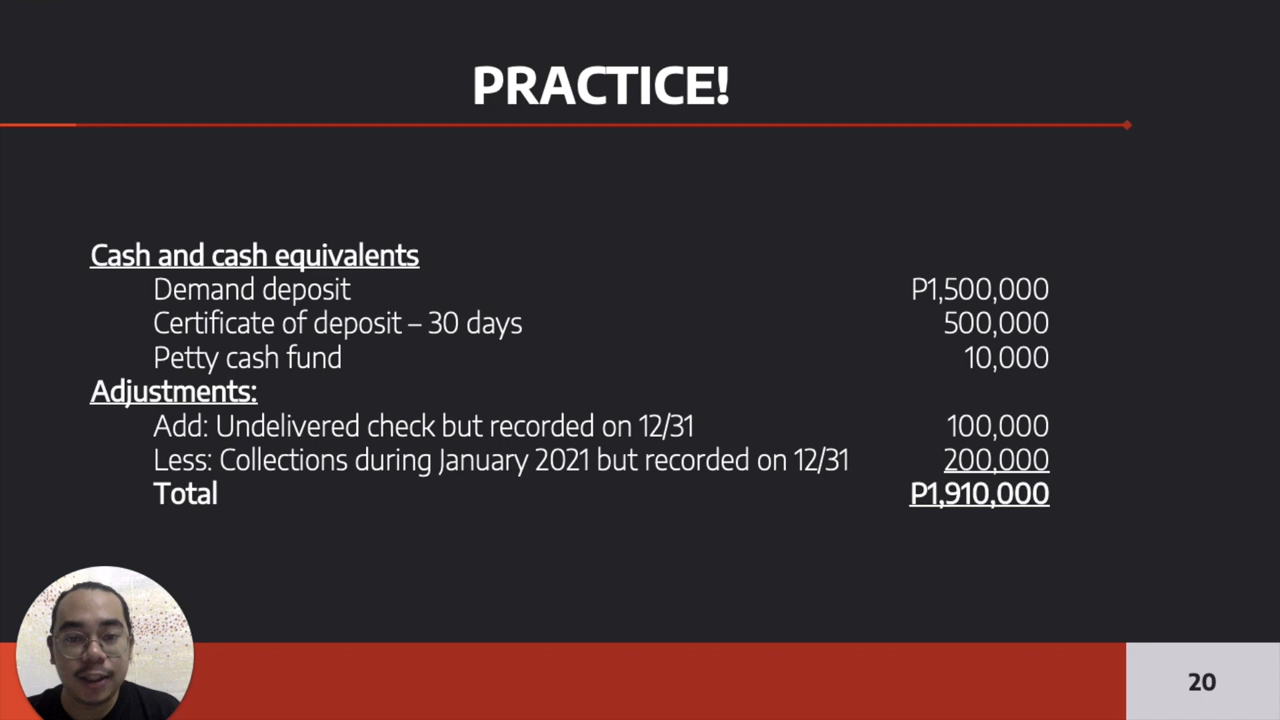 PRACTICE!
Cash and cash equivalents
Demand deposit P1,500,000
Certificate of deposit – 30 days 500,000
Petty cash fund 10,000
Adjustments:
Add: Undelivered check but recorded on 12/31 100,000
Less: Collections during January 2021 but recorded on 12/31 200,000
Total P1,910,000
20